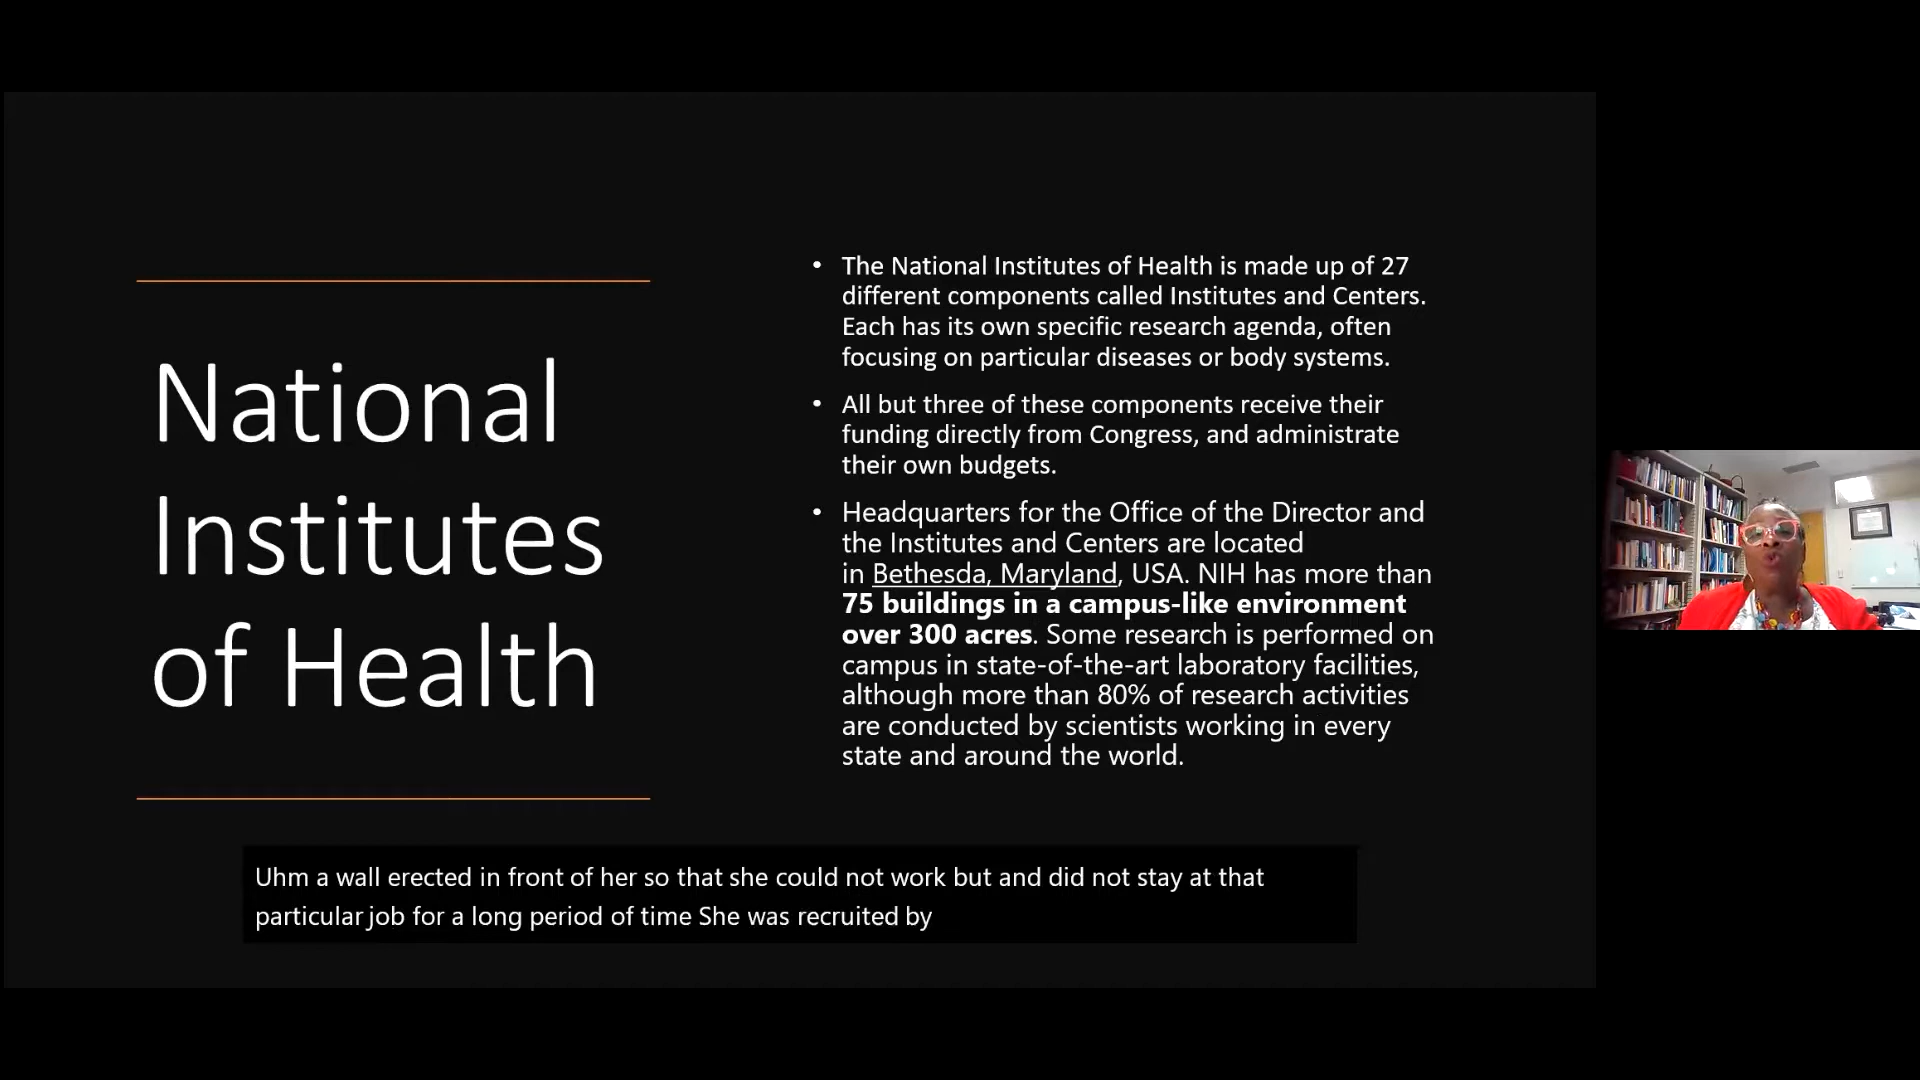 National
Institutes
of Health
• The National Institutes of Health is made up of 27
different components called Institutes and Centers.
Each has its own specific research agenda, often
focusing on particular diseases or body systems.
• All but three of these components receive their
funding directly from Congress, and administrate
their own budgets.
• Headquarters for the Office of the Director and
the Institutes and Centers are located
in Bethesda, Maryland, USA. NIH has more than
75 buildings in a campus-like environment
over 300 acres. Some research is performed on
campus in state-of-the-art laboratory facilities,
although more than 80% of research activities
are conducted by scientists working in every
state and around the world.
Uhm a wall erected in front of her so that she could not work but and did not stay at that
particular job for a long period of time She was recruited by